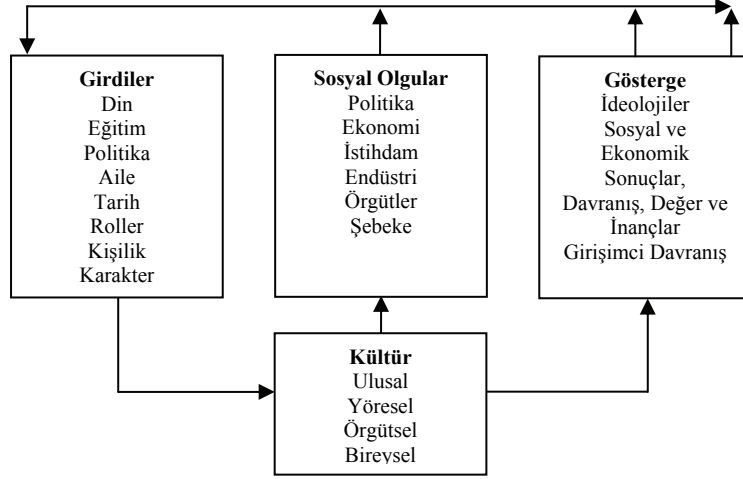 Girdiler
Din
Eğitim
Politika
Aile
Tarih
Roller
Kişilik
Karakter
Sosyal Olgular
Politika
Ekonomi
İstihdam
Endüstri
Örgütler
Şebeke
Gösterge
İdeolojiler
Sosyal ve
Ekonomik
Sonuçlar,
Davranış, Değer ve
İnançlar
Girişimci Davranış
Kültür
Ulusal
Yöresel
Örgütsel
Bireysel